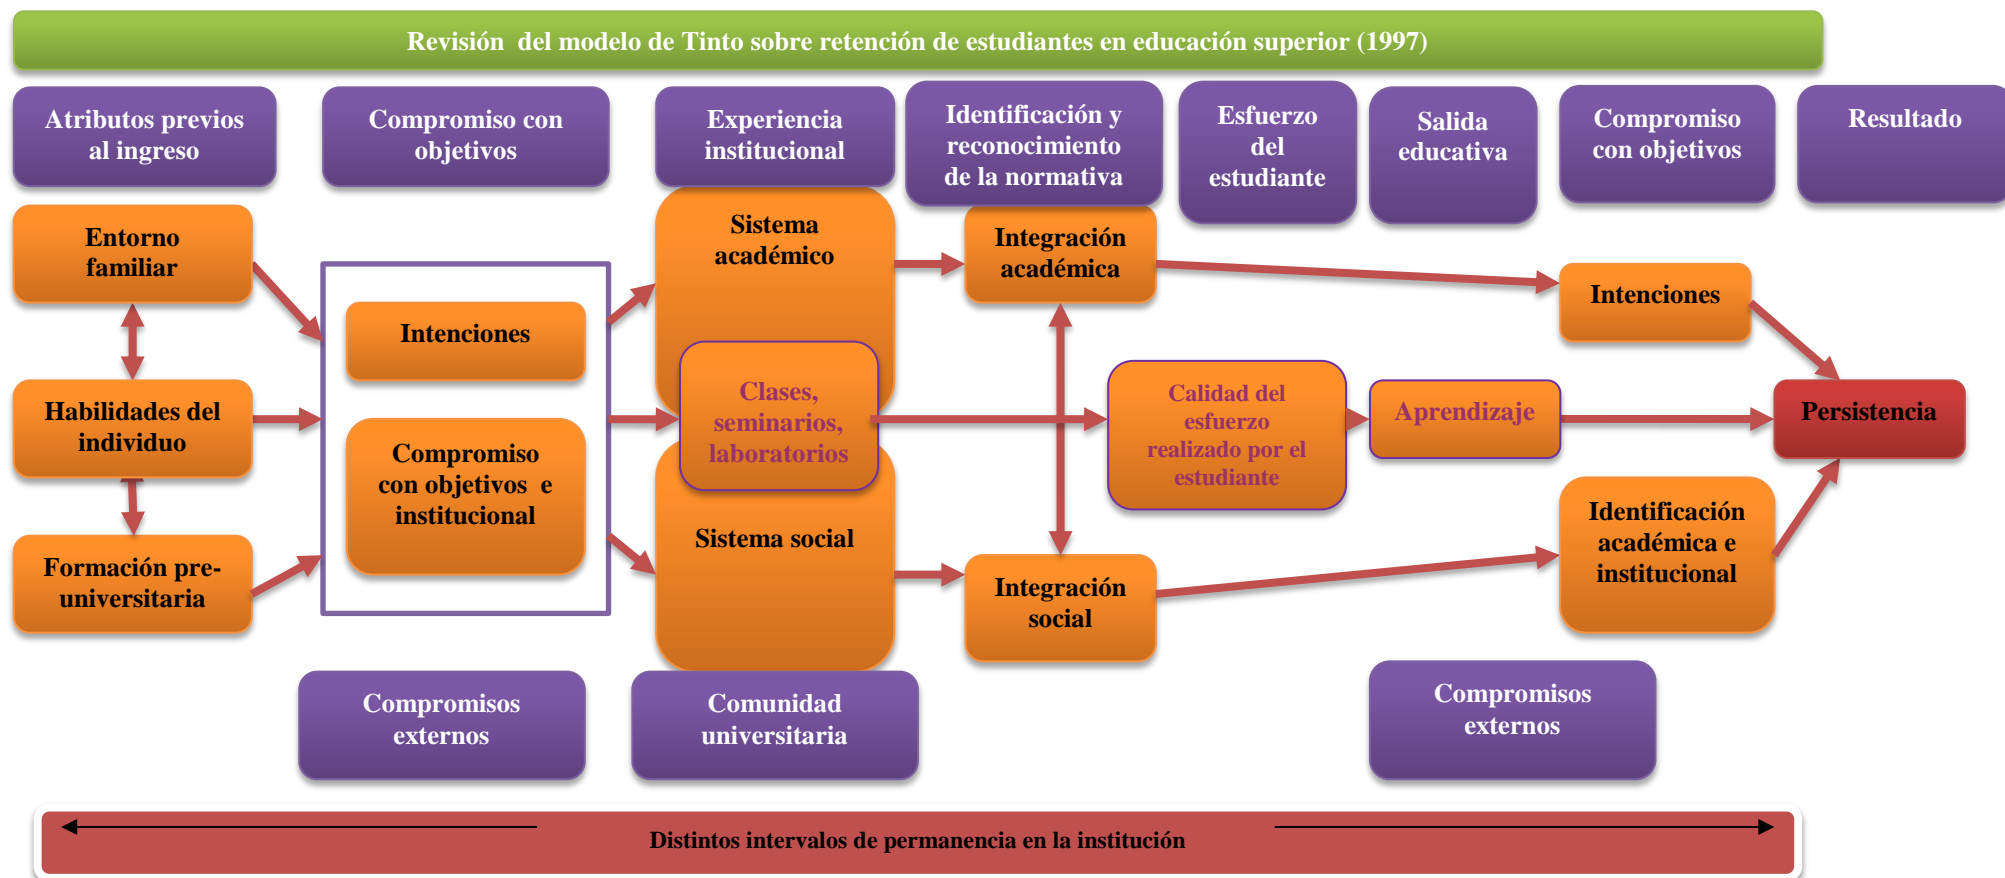 Revisión  del modelo de Tinto sobre retención de estudiantes en educación superior (1997)
Atributos previos
al ingreso
Compromiso con
objetivos
Experiencia
institucional
Identificación y
reconocimiento
de la normativa
Esfuerzo
del
estudiante
Salida
educativa
Compromiso
con objetivos
Resultado
Entorno
familiar
Habilidades del
individuo
Formación pre-
universitaria
Intenciones
Compromiso
con objetivos  e
institucional
Sistema
académico
Clases,
seminarios,
laboratorios
Sistema social
Integración
académica
Integración
social
Calidad del
esfuerzo
realizado por el
estudiante
Aprendizaje
Intenciones
Identificación
académica e
institucional
Persistencia
Compromisos
externos
Comunidad
universitaria
Compromisos
externos
Distintos intervalos de permanencia en la institución